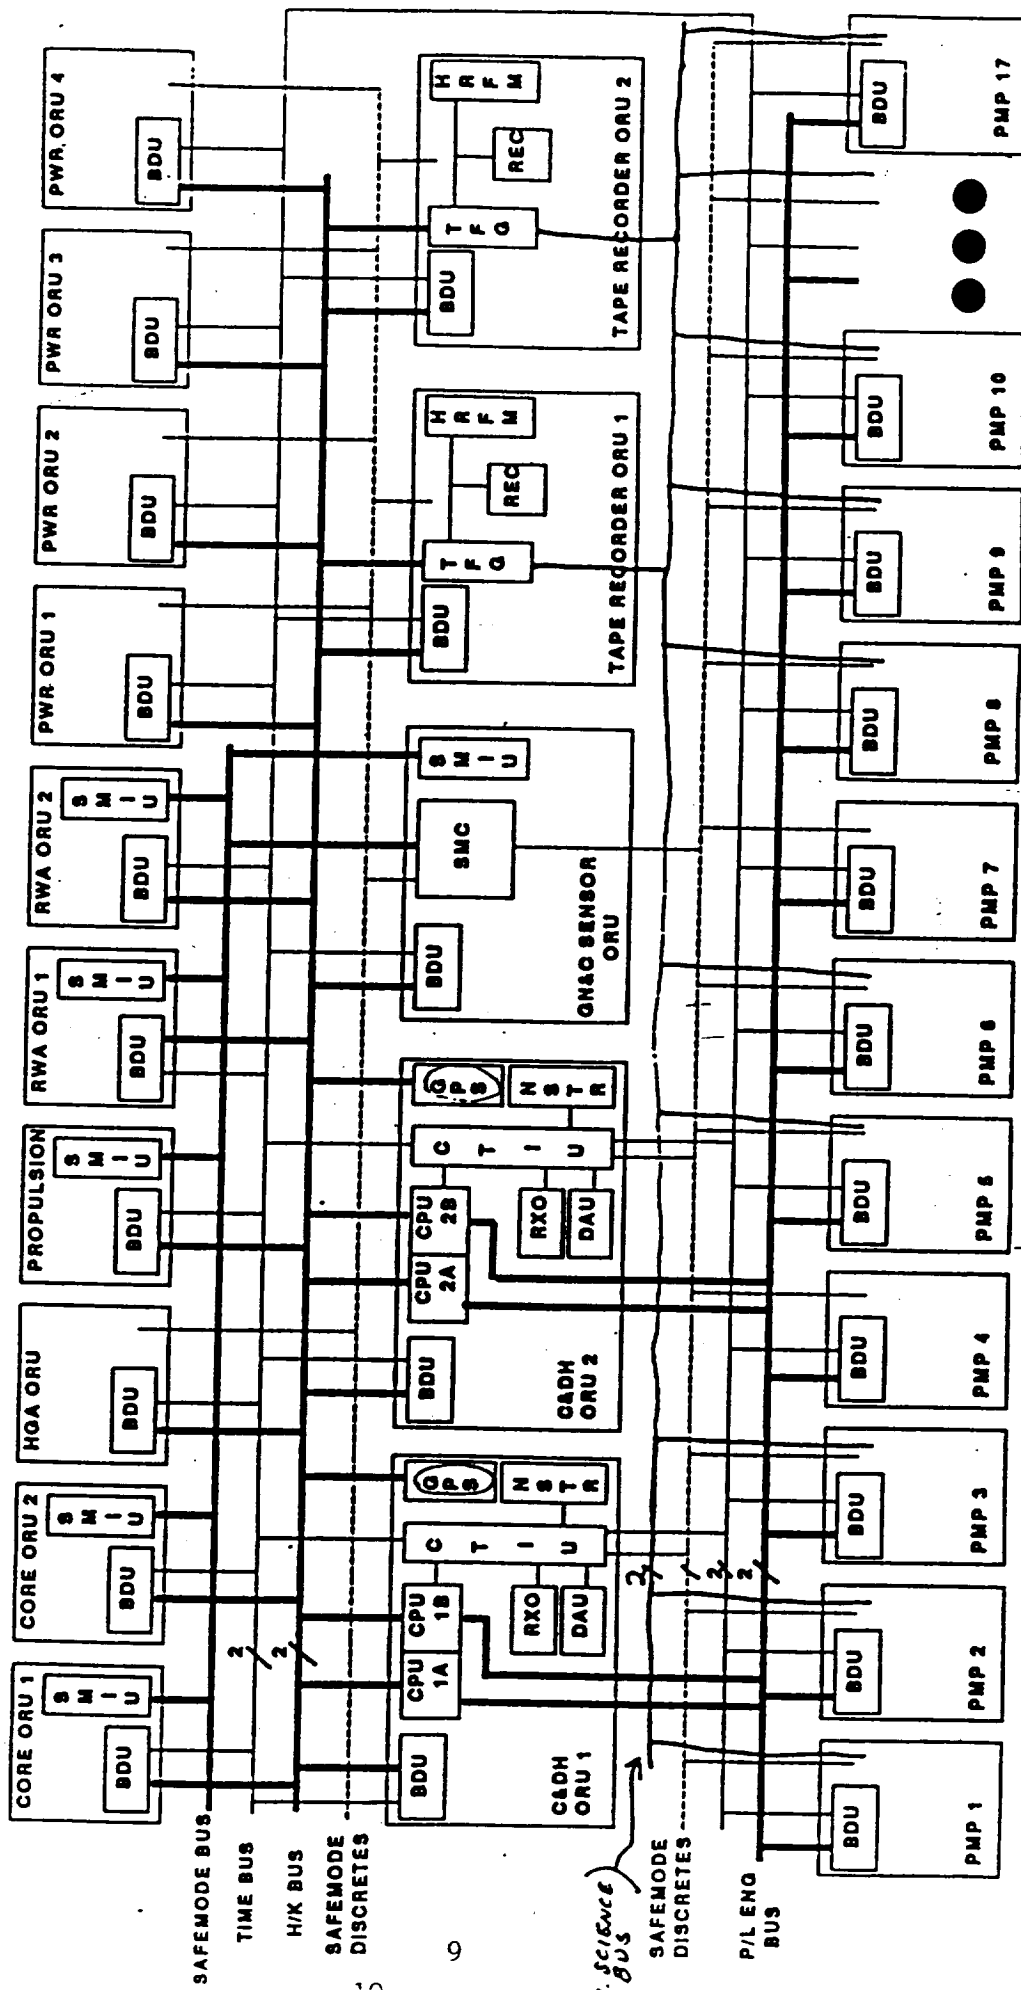 CORE ORU 1
BDU
SMIU
CORE ORU 2
BDU
SMIU
HGA ORU
BDU
PROPULSION
BDU
SMIU
RWA ORU 1
BDU
SMIU
RWA ORU 2
BDU
SMIU
PWR ORU 1
BDU
PWR ORU 2
BDU
PWR ORU 3
BDU
PWR ORU 4
BDU
SAFEMODE BUS
TIME BUS
2
H/K BUS
2
SAFEMODE
DISCRETES
BDU
CPU
1A
CPU
1B
CTIU
GPS
NSTR
RXO
DAU
C&DH
ORU 1
BDU
CPU
2A
CPU
2B
CTIU
GPS
NSTR
RXO
DAU
C&DH
ORU 2
BDU
SMC
SMIU
GN&C SENSOR
ORU
BDU
TFG
HRFM
REC
TAPE RECORDER ORU 1
BDU
TFG
HRFM
REC
TAPE RECORDER ORU 2
SCIENCE
BUS
2
SAFEMODE
DISCRETES
2
P/L ENG
BUS
2
BDU
PMP 1
BDU
PMP 2
BDU
PMP 3
BDU
PMP 4
BDU
PMP 5
BDU
PMP 6
BDU
PMP 7
BDU
PMP 8
BDU
PMP 9
BDU
PMP 10
BDU
PMP 17
9